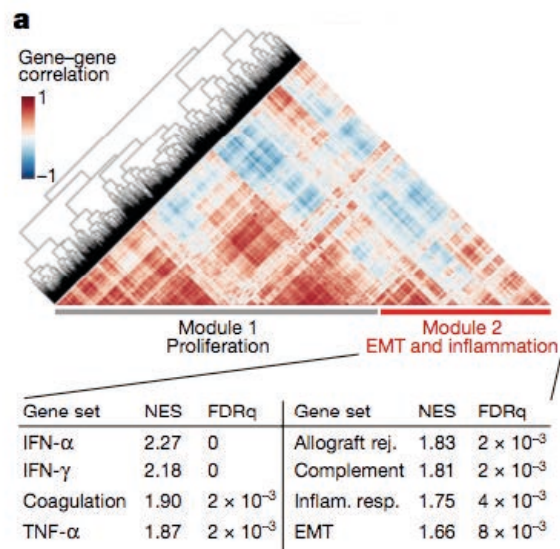 a
Gene–gene
correlation
1
−1
Module 1
Proliferation
Module 2
EMT and inflammation
Gene set NES FDRq Gene set NES FDRq
IFN-α 2.27 0 Allograft rej. 1.83 2 × 10⁻³
IFN-γ 2.18 0 Complement 1.81 2 × 10⁻³
Coagulation 1.90 2 × 10⁻³ Inflam. resp. 1.75 4 × 10⁻³
TNF-α 1.87 2 × 10⁻³ EMT 1.66 8 × 10⁻³